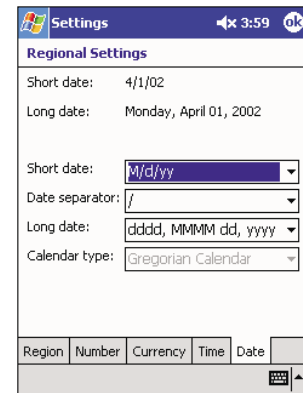 Settings 3:59 ok
Regional Settings
Short date: 4/1/02
Long date: Monday, April 01, 2002
Short date: M/d/yy
Date separator: /
Long date: dddd, MMMM dd, yyyy
Calendar type: Gregorian Calendar
Region Number Currency Time Date